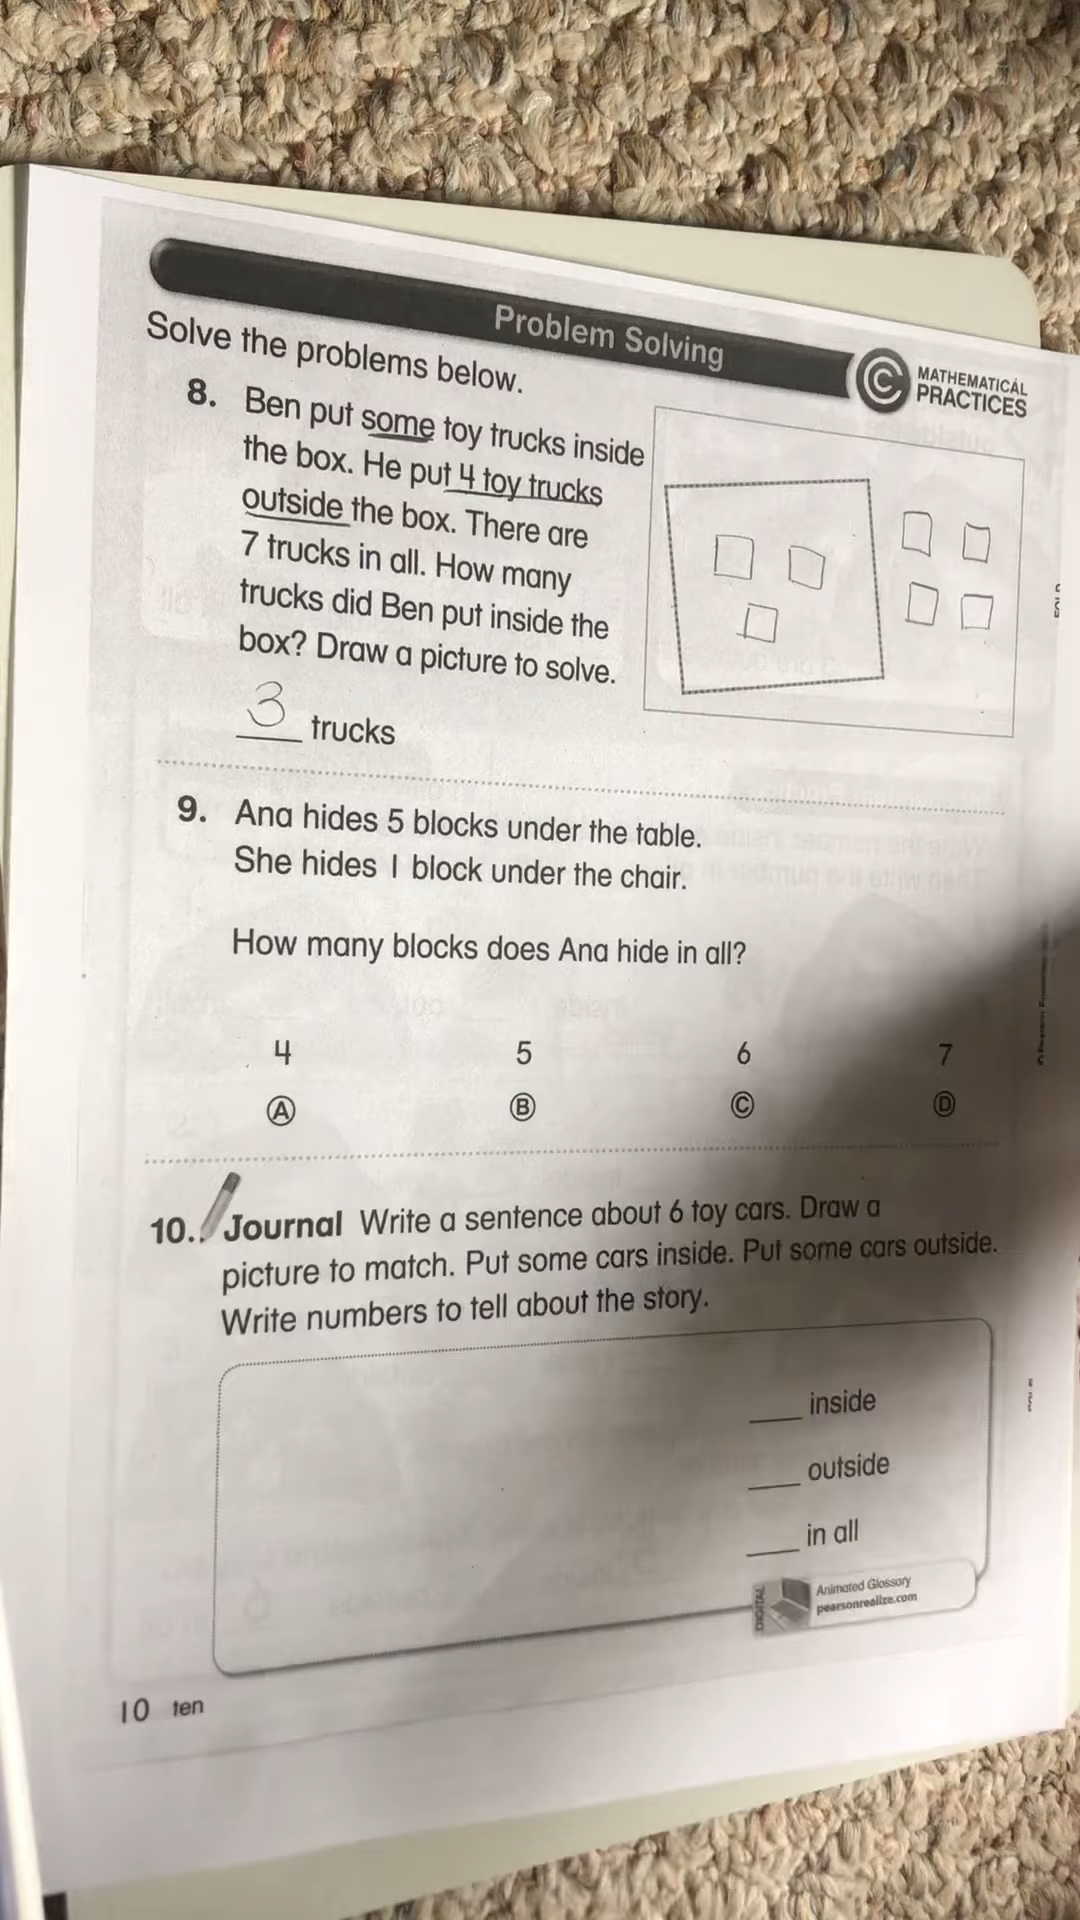 Problem Solving
MATHEMATICAL
PRACTICES
Solve the problems below.
8. Ben put some toy trucks inside
the box. He put 4 toy trucks
outside the box. There are
7 trucks in all. How many
trucks did Ben put inside the
box? Draw a picture to solve.
3 trucks
9. Ana hides 5 blocks under the table.
She hides 1 block under the chair.
How many blocks does Ana hide in all?
4 5 6 7
Ⓐ Ⓑ Ⓒ Ⓓ
10. Journal Write a sentence about 6 toy cars. Draw a
picture to match. Put some cars inside. Put some cars outside.
Write numbers to tell about the story.
___ inside
___ outside
___ in all
DIGITAL
Animated Glossary
pearsonrealize.com
10 ten